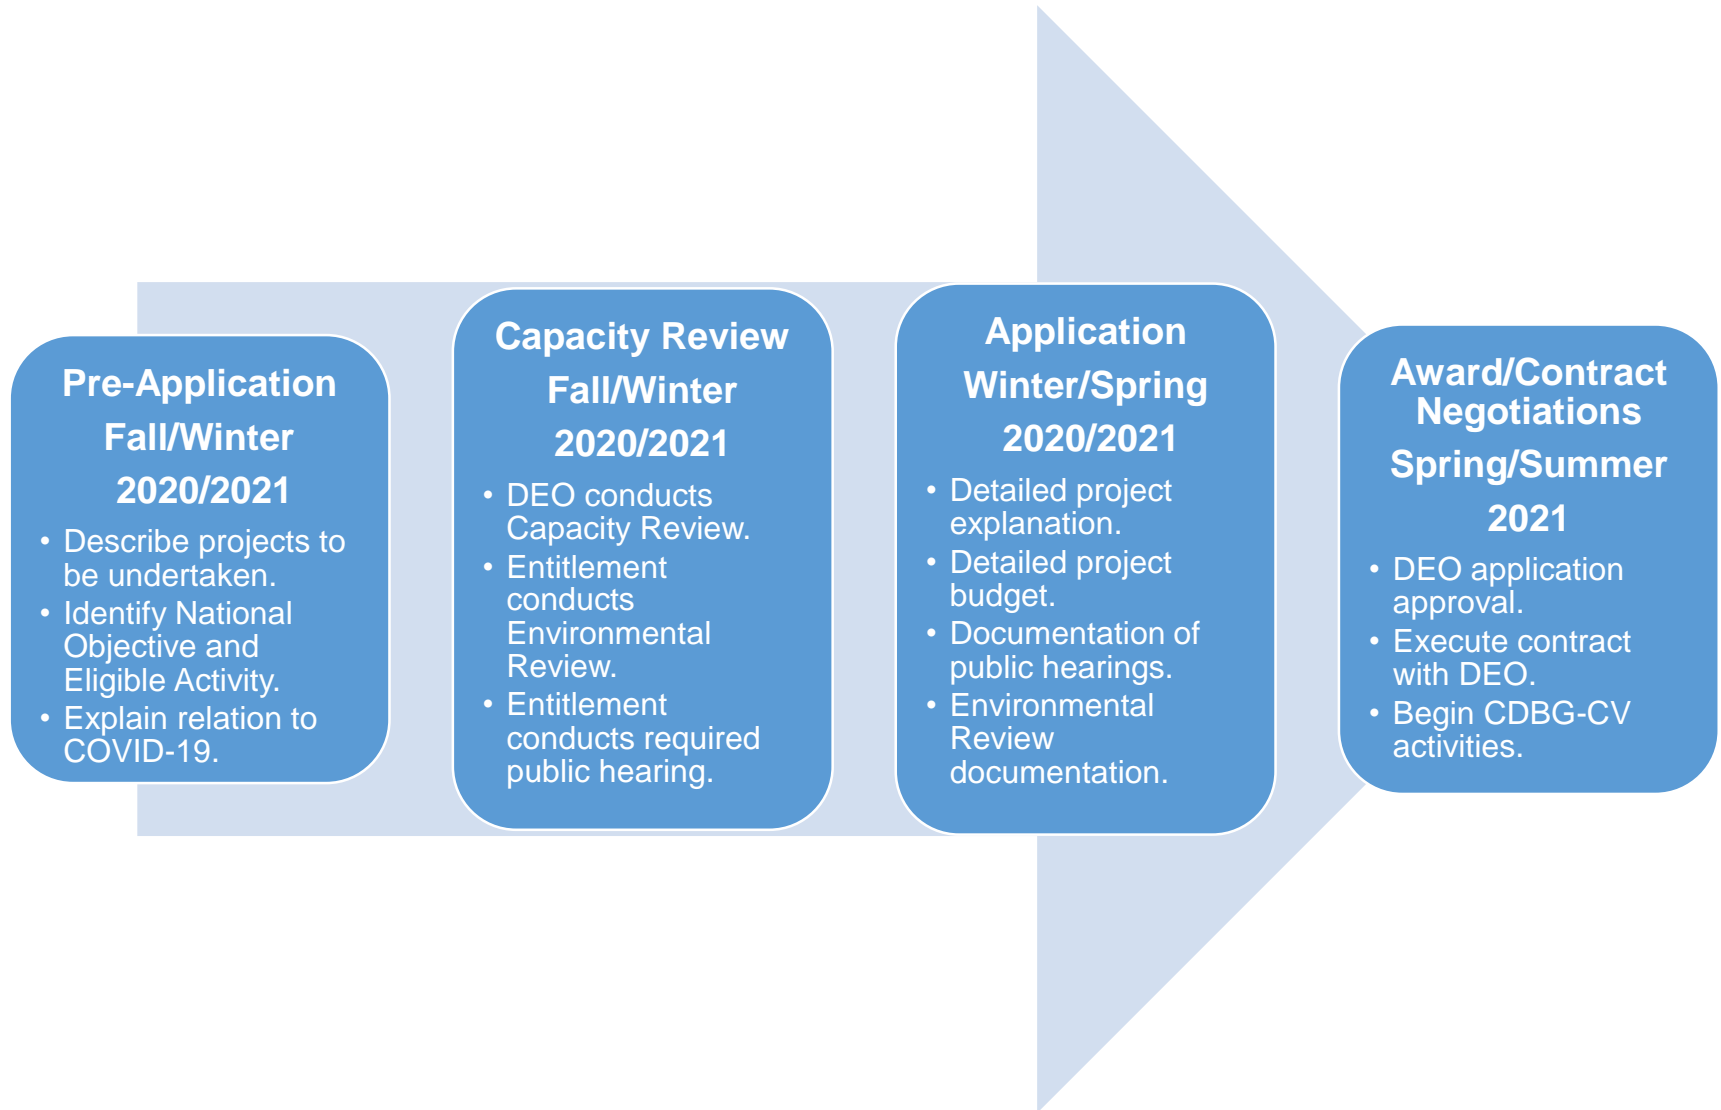 Pre-Application
Fall/Winter
2020/2021
• Describe projects to
be undertaken.
• Identify National
Objective and
Eligible Activity.
• Explain relation to
COVID-19.
Capacity Review
Fall/Winter
2020/2021
• DEO conducts
Capacity Review.
• Entitlement
conducts
Environmental
Review.
• Entitlement
conducts required
public hearing.
Application
Winter/Spring
2020/2021
• Detailed project
explanation.
• Detailed project
budget.
• Documentation of
public hearings.
• Environmental
Review
documentation.
Award/Contract
Negotiations
Spring/Summer
2021
• DEO application
approval.
• Execute contract
with DEO.
• Begin CDBG-CV
activities.